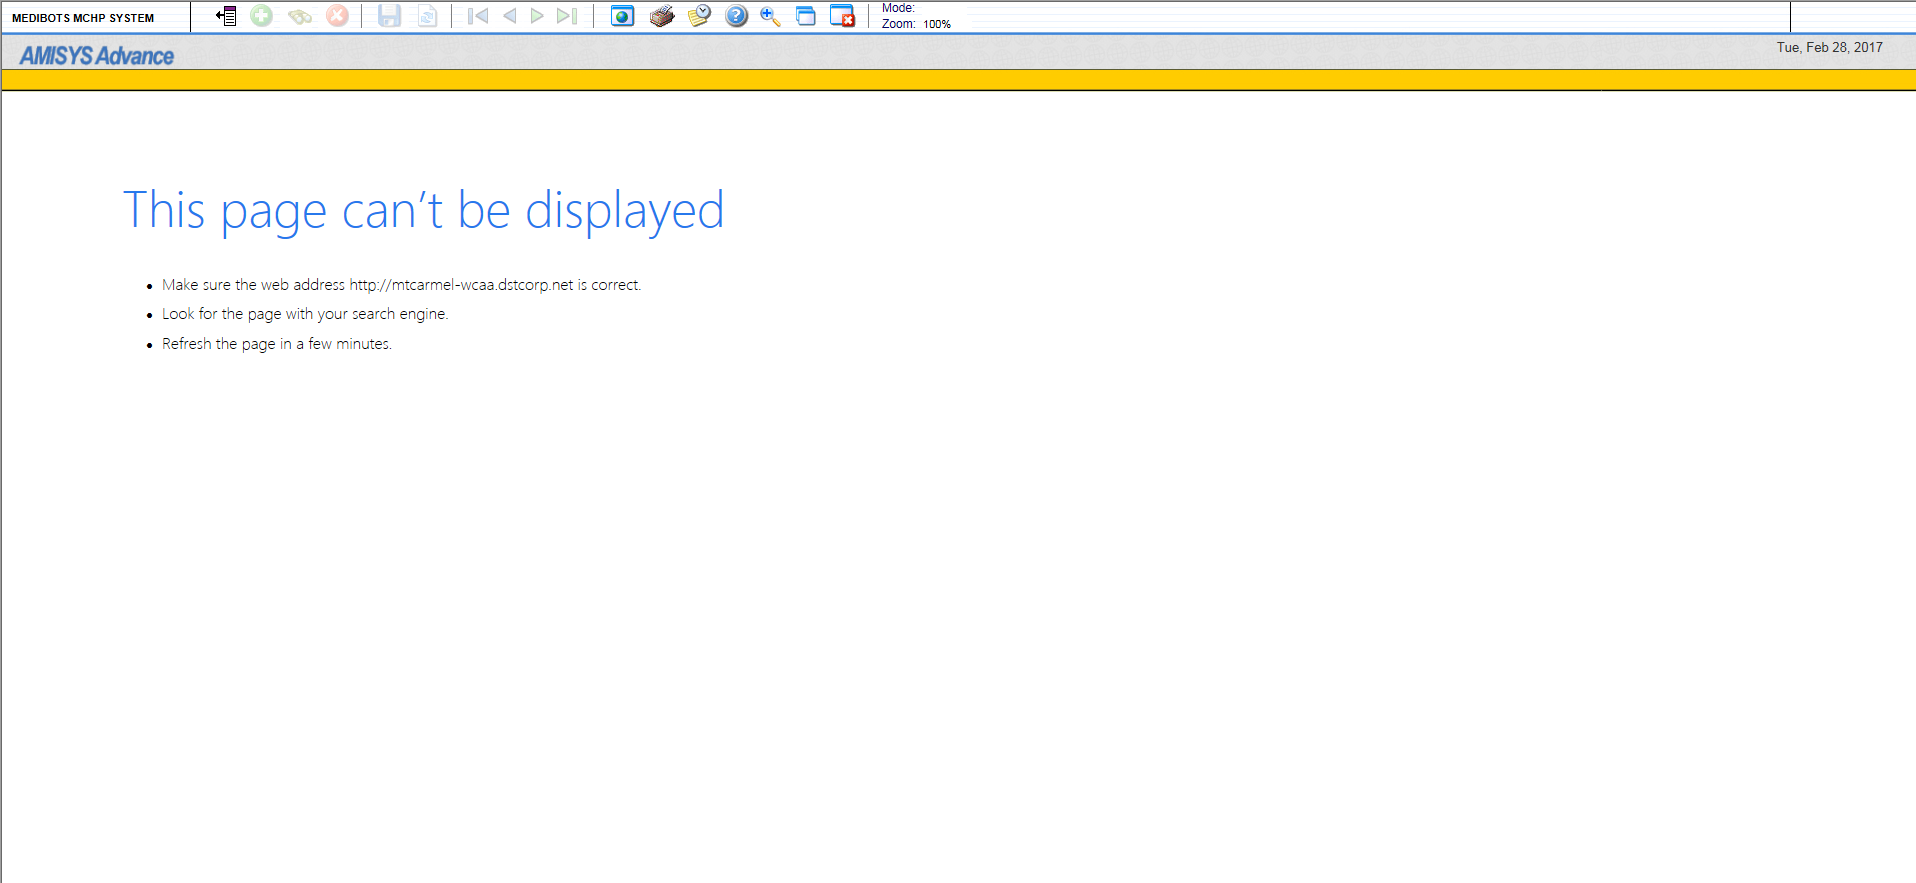 MEDIBOTS MCHP SYSTEM
Mode:
Zoom: 100%
AMISYS Advance
Tue, Feb 28, 2017
This page can’t be displayed
• Make sure the web address http://mtcarmel-wcaa.dstcorp.net is correct.
• Look for the page with your search engine.
• Refresh the page in a few minutes.